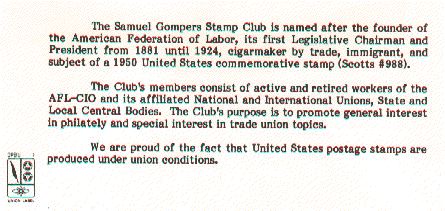 The Samuel Gompers Stamp Club is named after the founder of
the American Federation of Labor, its first Legislative Chairman and
President from 1881 until 1924, cigarmaker by trade, immigrant, and
subject of a 1950 United States commemorative stamp (Scotts #988).
The Club's members consist of active and retired workers of the
AFL-CIO and its affiliated National and International Unions, State and
Local Central Bodies. The Club's purpose is to promote general interest
in philately and special interest in trade union topics.
We are proud of the fact that United States postage stamps are
produced under union conditions.
UNION LABEL